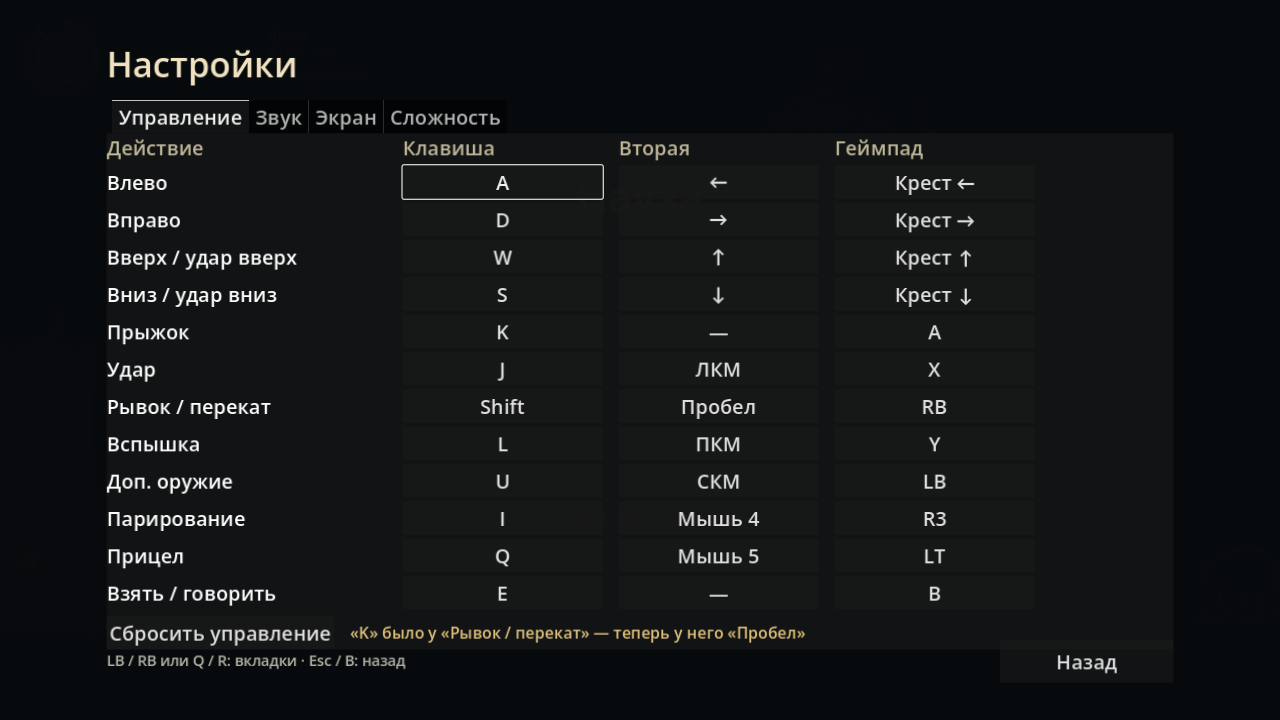 Настройки
Управление Звук Экран Сложность
Действие Клавиша Вторая Геймпад
Влево A ← Крест ←
Вправо D → Крест →
Вверх / удар вверх W ↑ Крест ↑
Вниз / удар вниз S ↓ Крест ↓
Прыжок K — A
Удар J ЛКМ X
Рывок / перекат Shift Пробел RB
Вспышка L ПКМ Y
Доп. оружие U СКМ LB
Парирование I Мышь 4 R3
Прицел Q Мышь 5 LT
Взять / говорить E — B
Сбросить управление «K» было у «Рывок / перекат» — теперь у него «Пробел»
LB / RB или Q / R: вкладки · Esc / B: назад
Назад